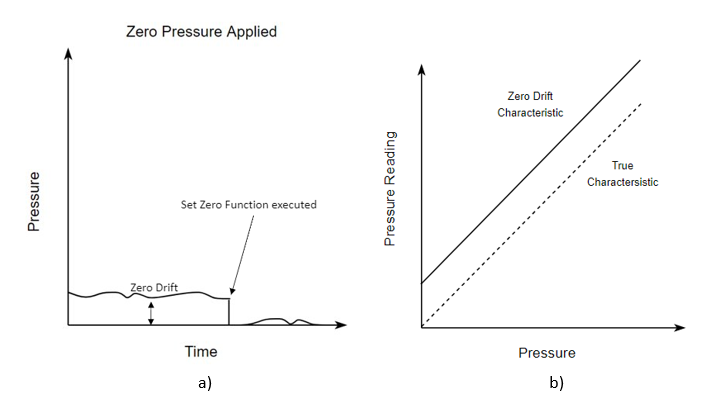 Zero Pressure Applied
Pressure
Set Zero Function executed
Zero Drift
Time
a)
Pressure Reading
Zero Drift
Characteristic
True
Charactersistic
Pressure
b)